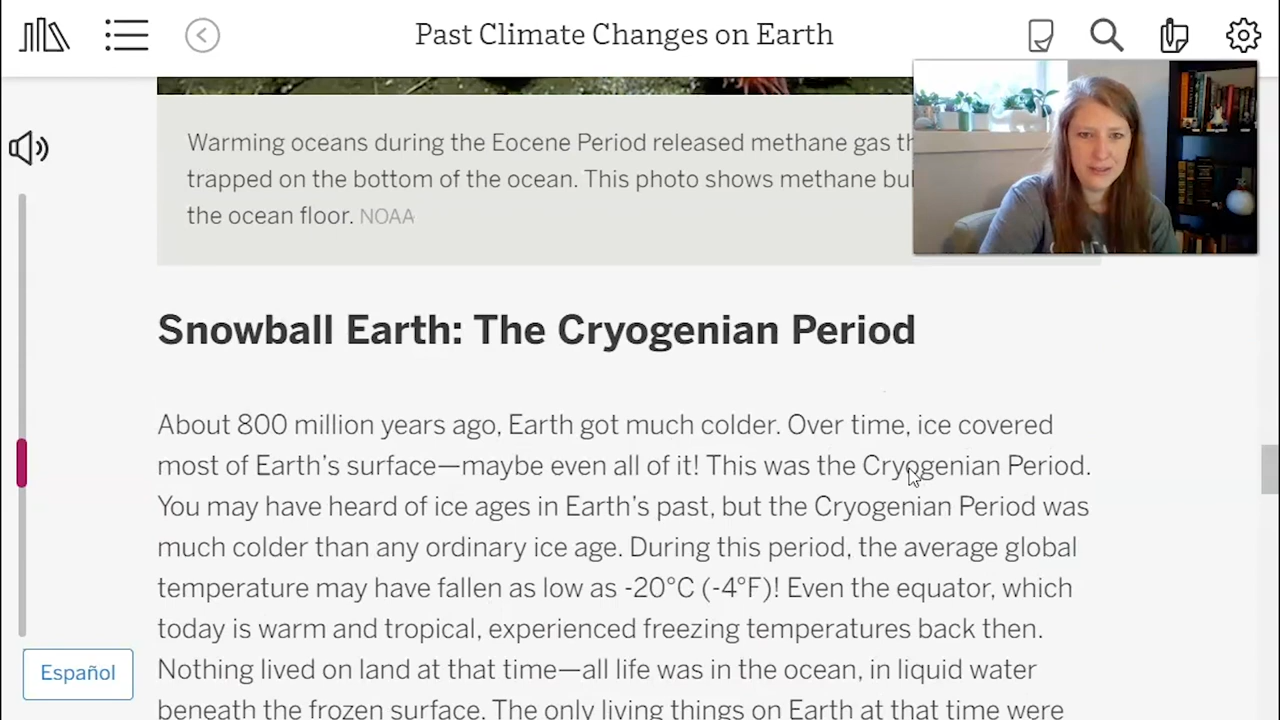 Past Climate Changes on Earth
Warming oceans during the Eocene Period released methane gas
trapped on the bottom of the ocean. This photo shows methane
the ocean floor. NOAA
Snowball Earth: The Cryogenian Period
About 800 million years ago, Earth got much colder. Over time, ice covered
most of Earth's surface—maybe even all of it! This was the Cryogenian Period.
You may have heard of ice ages in Earth's past, but the Cryogenian Period was
much colder than any ordinary ice age. During this period, the average global
temperature may have fallen as low as -20°C (-4°F)! Even the equator, which
today is warm and tropical, experienced freezing temperatures back then.
Nothing lived on land at that time—all life was in the ocean, in liquid water
beneath the frozen surface. The only living things on Earth at that time were
Español